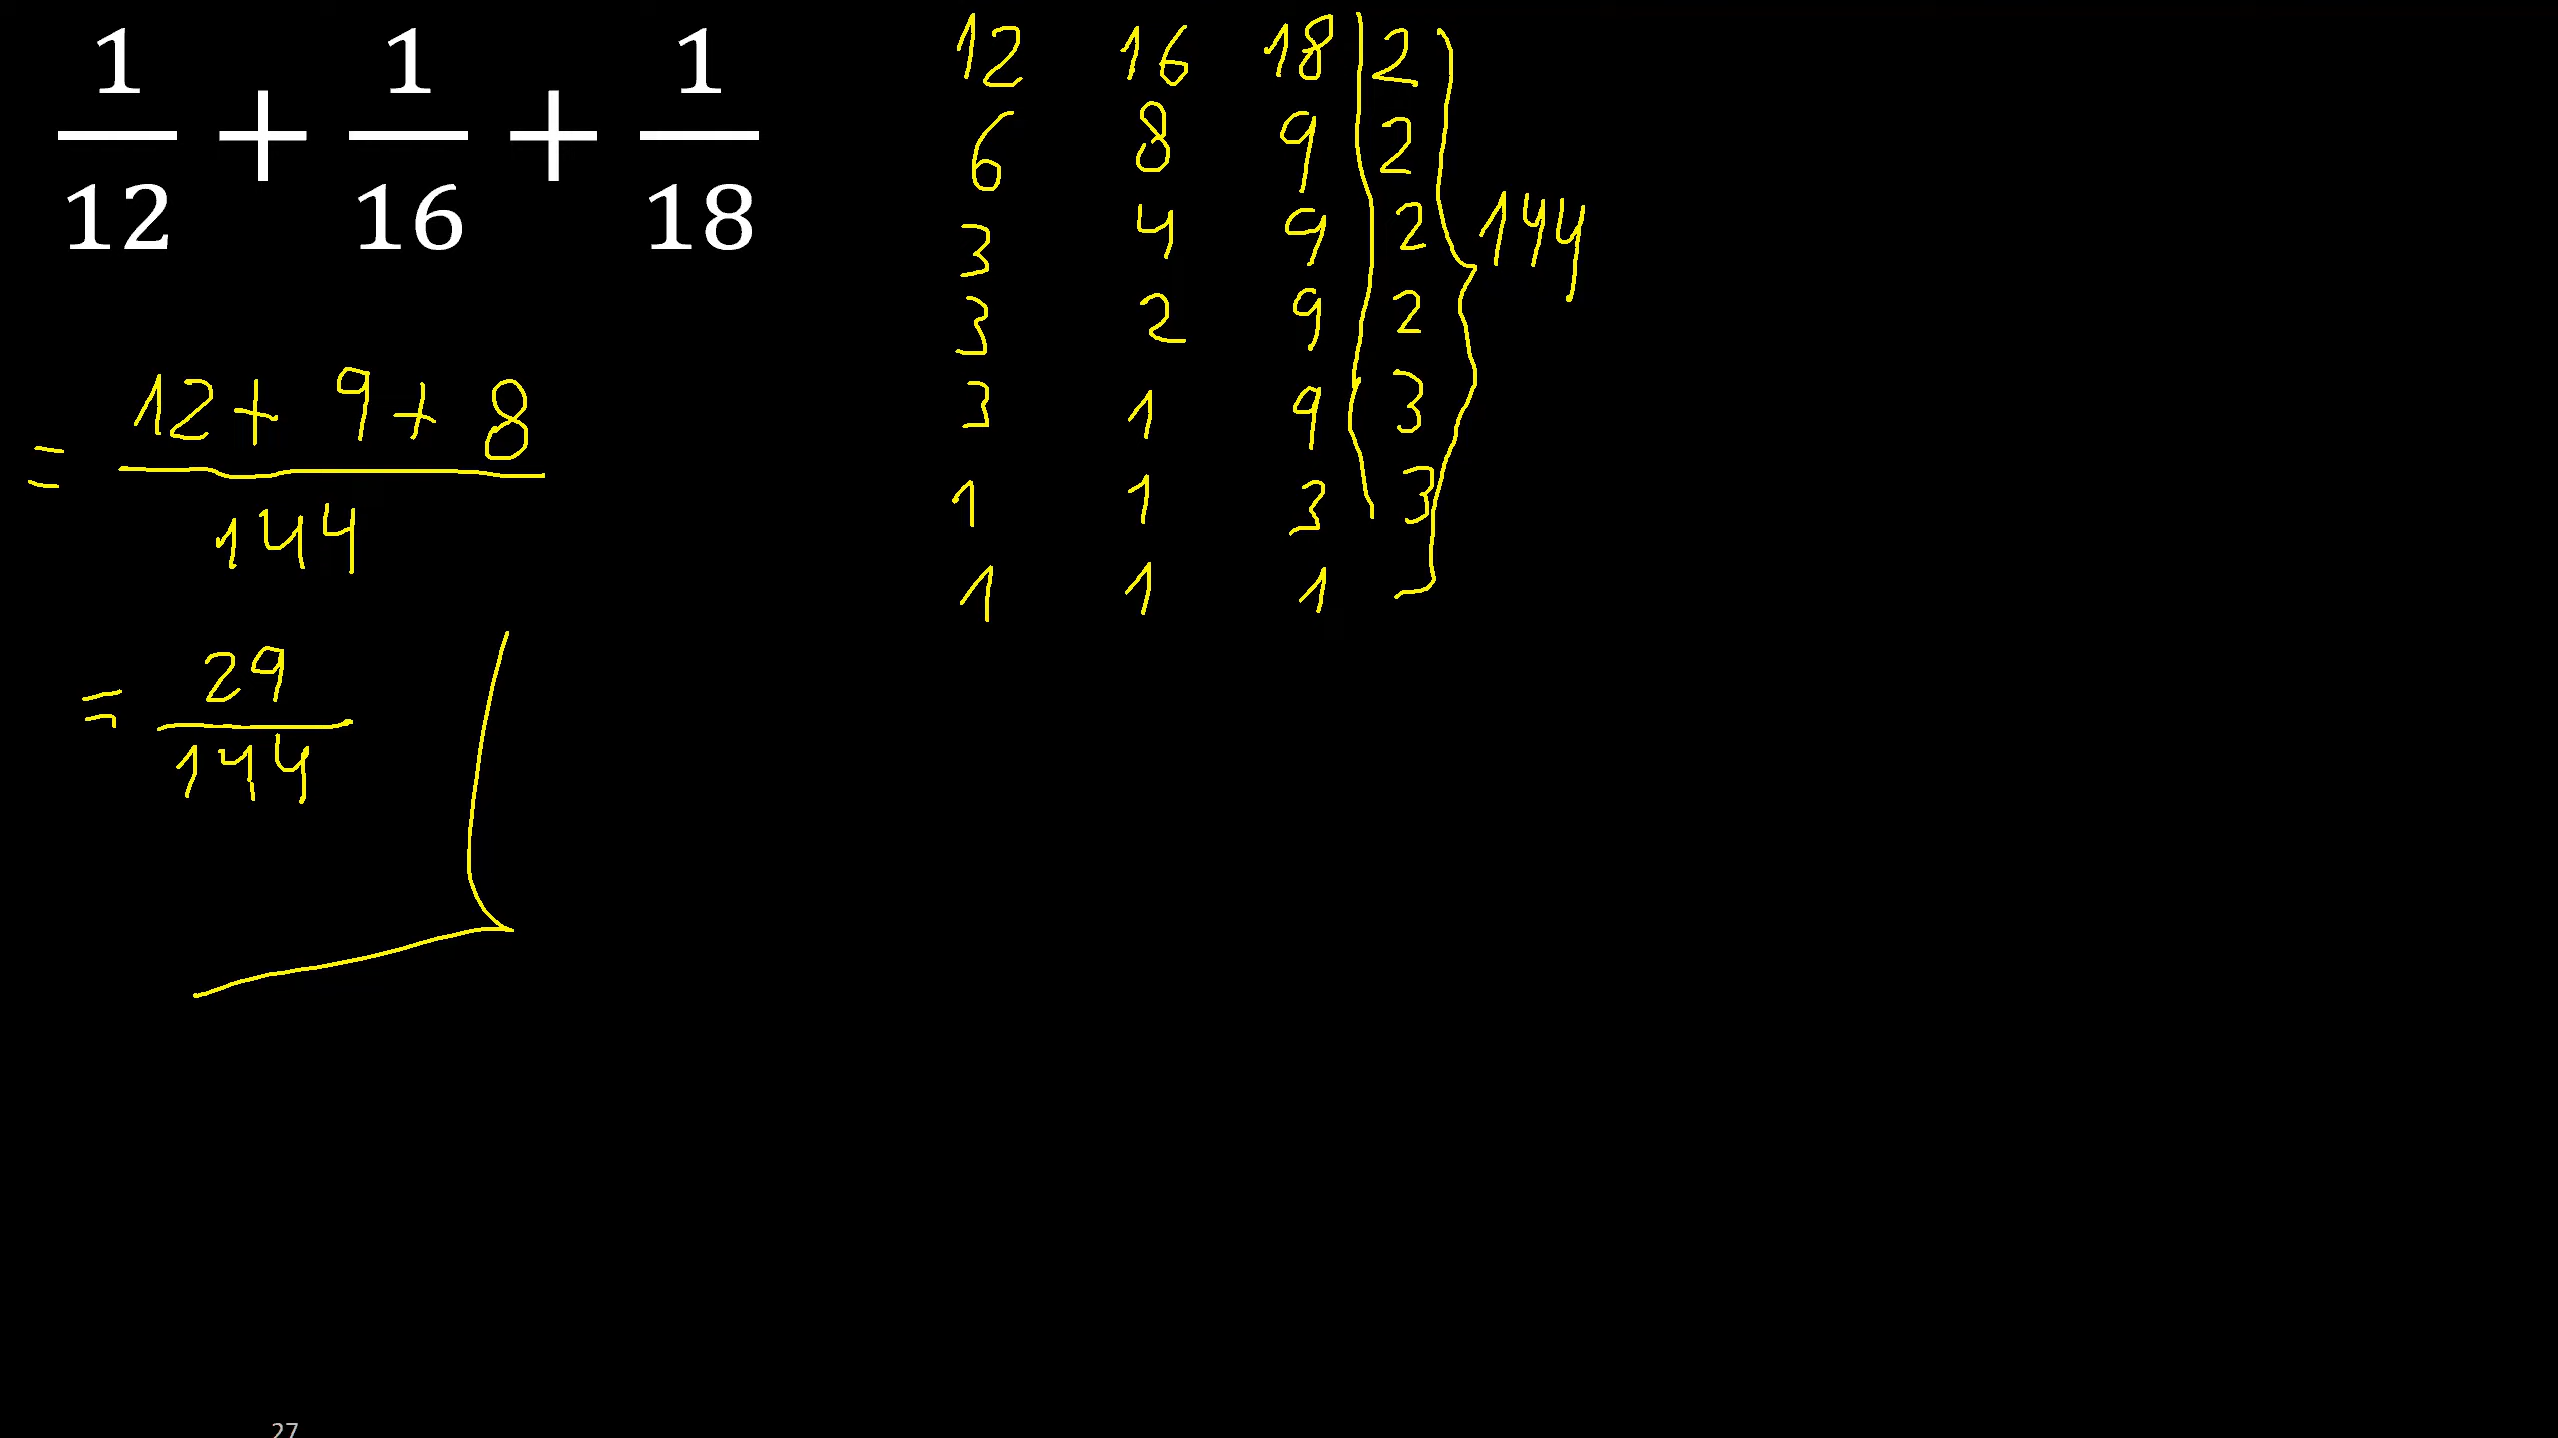 1/12 + 1/16 + 1/18
= 12 + 9 + 8 / 144
= 29 / 144
12 16 18 | 2
6 8 9 | 2
3 4 9 | 2
3 2 9 | 2
3 1 9 | 3
1 1 3 | 3
1 1 1
144
27